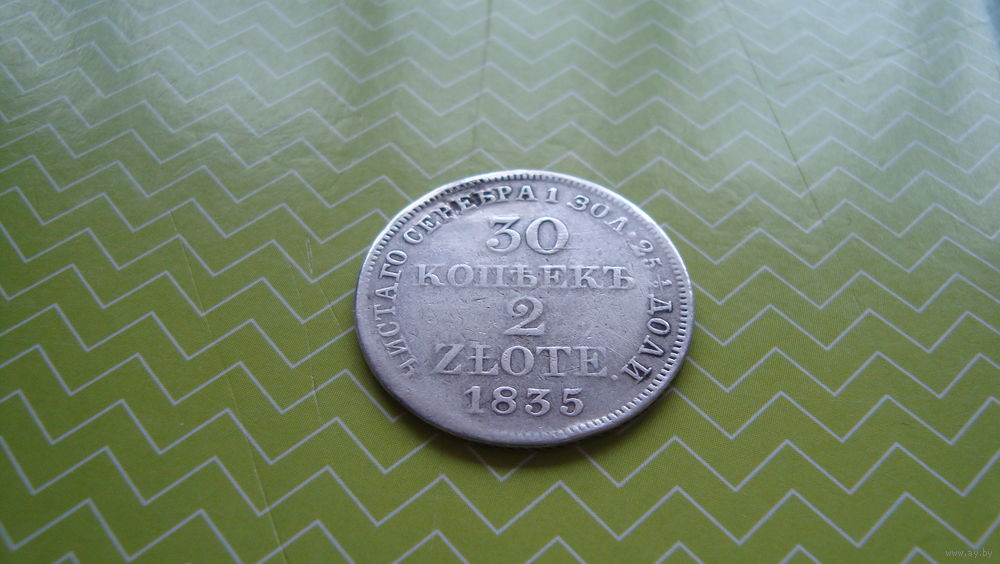 ЧИСТАГО СЕРЕБРА 1 ЗОЛ. 25 ½ ДОЛИ
30
КОПѢЕКЪ
2
ZŁOTE.
1835
www.ay.by